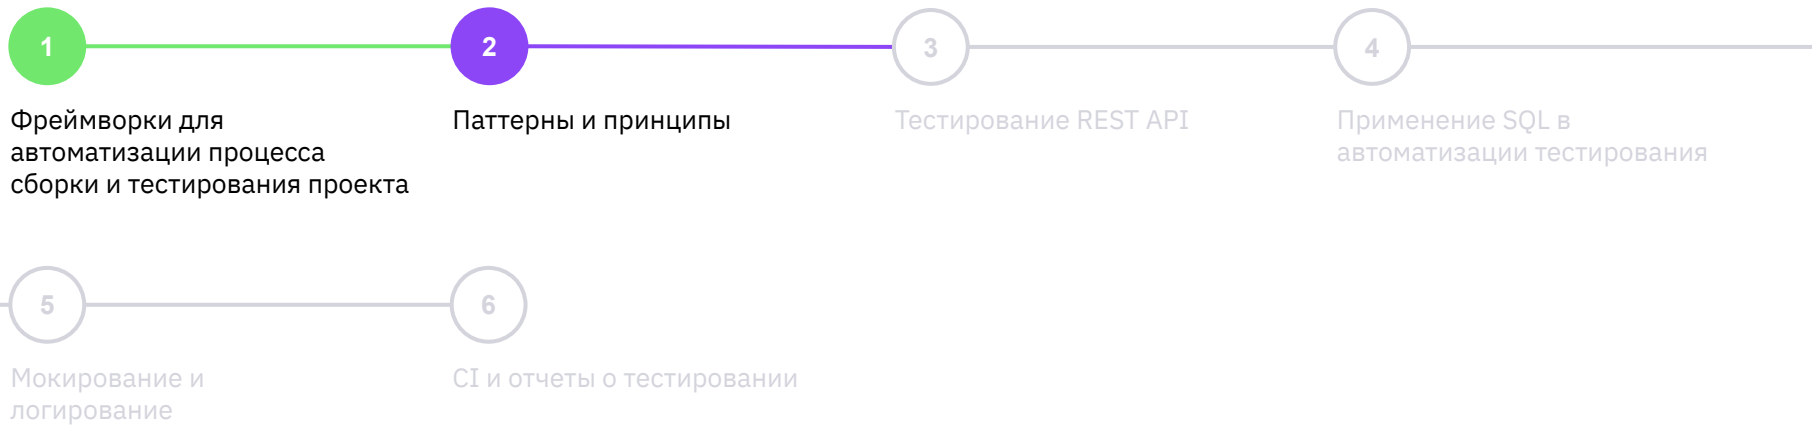 1
2
3
4
Фреймворки для
автоматизации процесса
сборки и тестирования проекта
Паттерны и принципы
Тестирование REST API
Применение SQL в
автоматизации тестирования
5
6
Мокирование и
логирование
CI и отчеты о тестировании